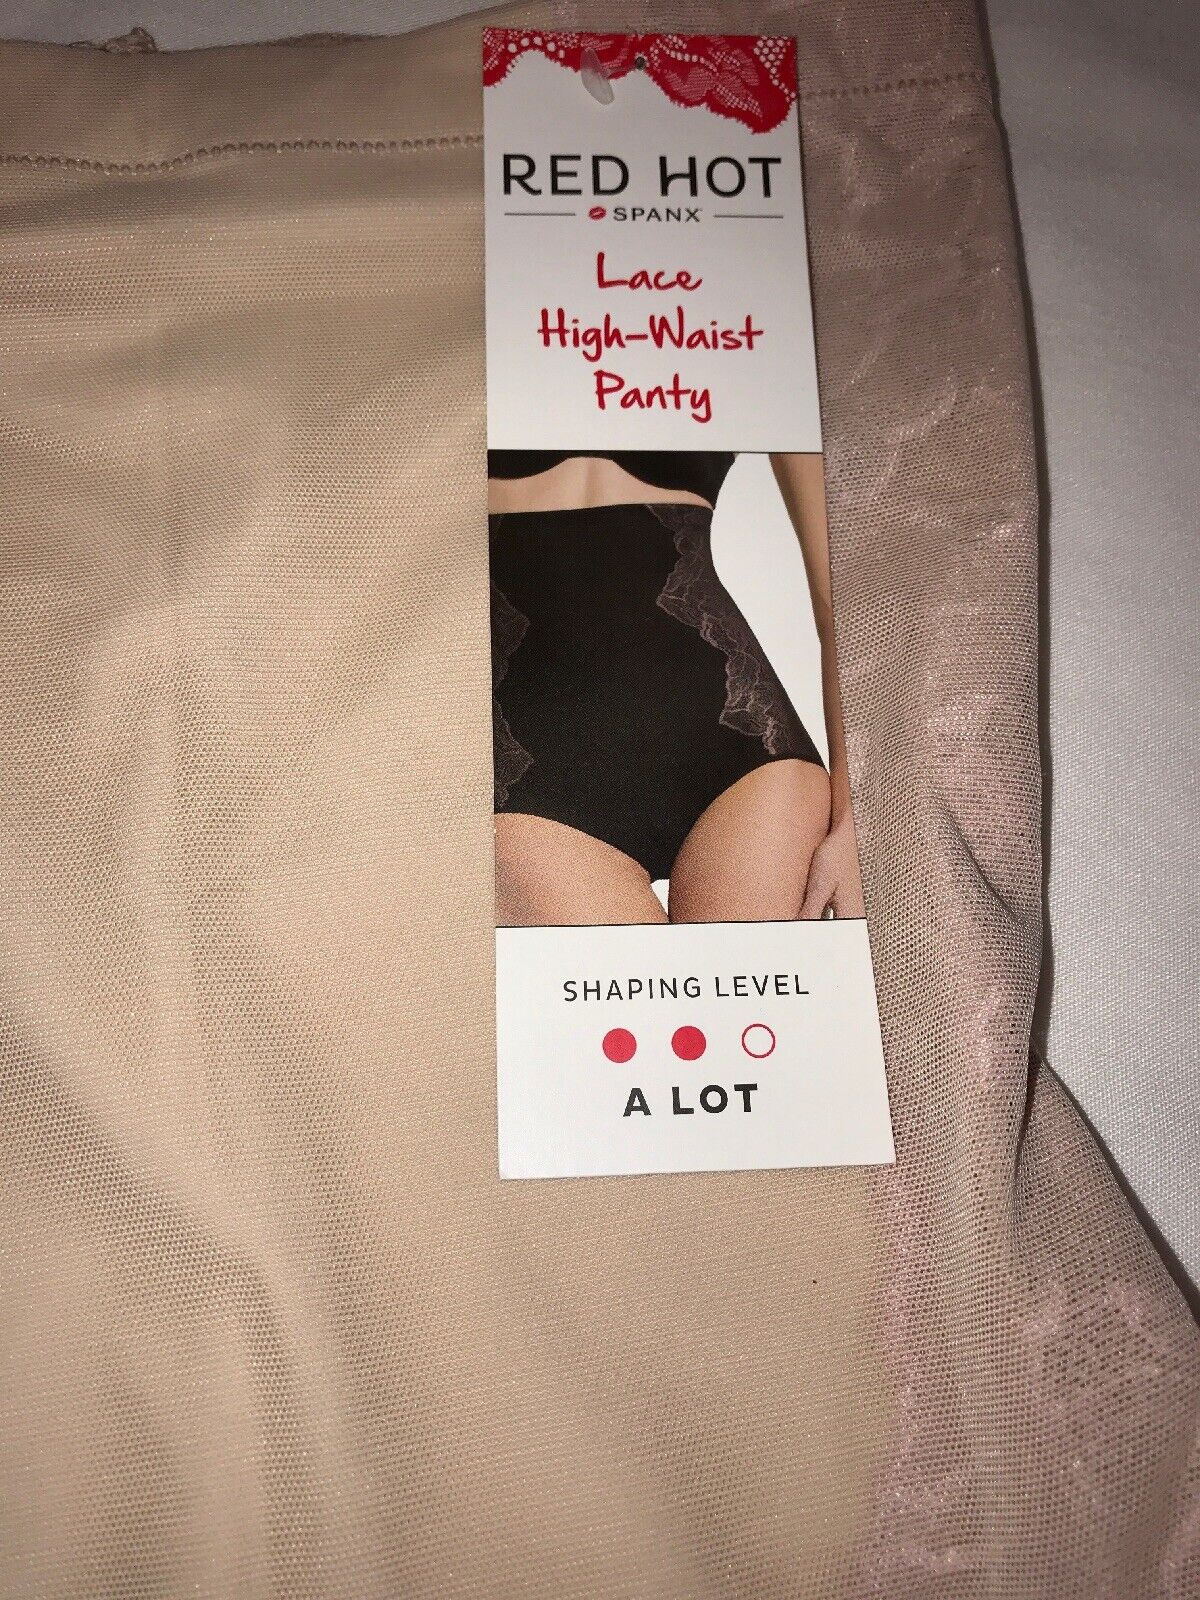 RED HOT
SPANX
Lace
High-Waist
Panty
SHAPING LEVEL
A LOT